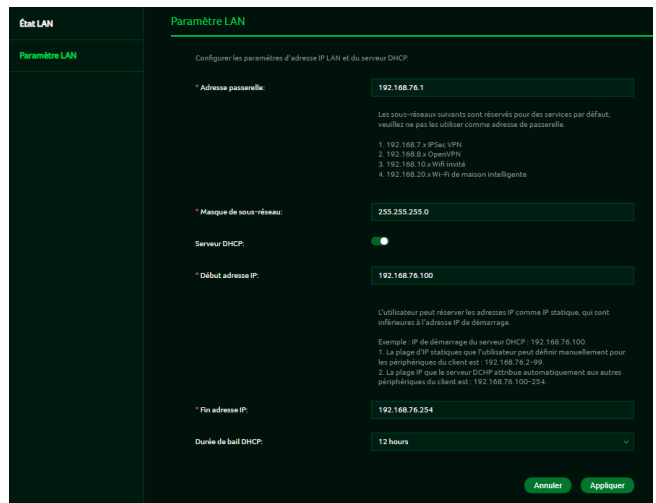 État LAN
Paramètre LAN
Paramètre LAN
Configurer les paramètres d'adresse IP LAN et du serveur DHCP.
* Adresse passerelle:
192.168.76.1
Les sous-réseaux suivants sont réservés pour des services par défaut,
veuillez ne pas les utiliser comme adresse de passerelle.
1. 192.168.7.x IPSec VPN
2. 192.168.8.x OpenVPN
3. 192.168.10.x Wifi invité
4. 192.168.20.x Wi-Fi de maison intelligente
* Masque de sous-réseau:
255.255.255.0
Serveur DHCP:
* Début adresse IP:
192.168.76.100
L'utilisateur peut réserver les adresses IP comme IP statique, qui sont
inférieures à l'adresse IP de démarrage.
Exemple : IP de démarrage du serveur DHCP : 192.168.76.100.
1. La plage d'IP statiques que l'utilisateur peut définir manuellement pour
les périphériques du client est : 192.168.76.2-99.
2. La plage IP que le serveur DCHP attribue automatiquement aux autres
périphériques du client est : 192.168.76.100-254.
* Fin adresse IP:
192.168.76.254
Durée de bail DHCP:
12 hours
Annuler
Appliquer